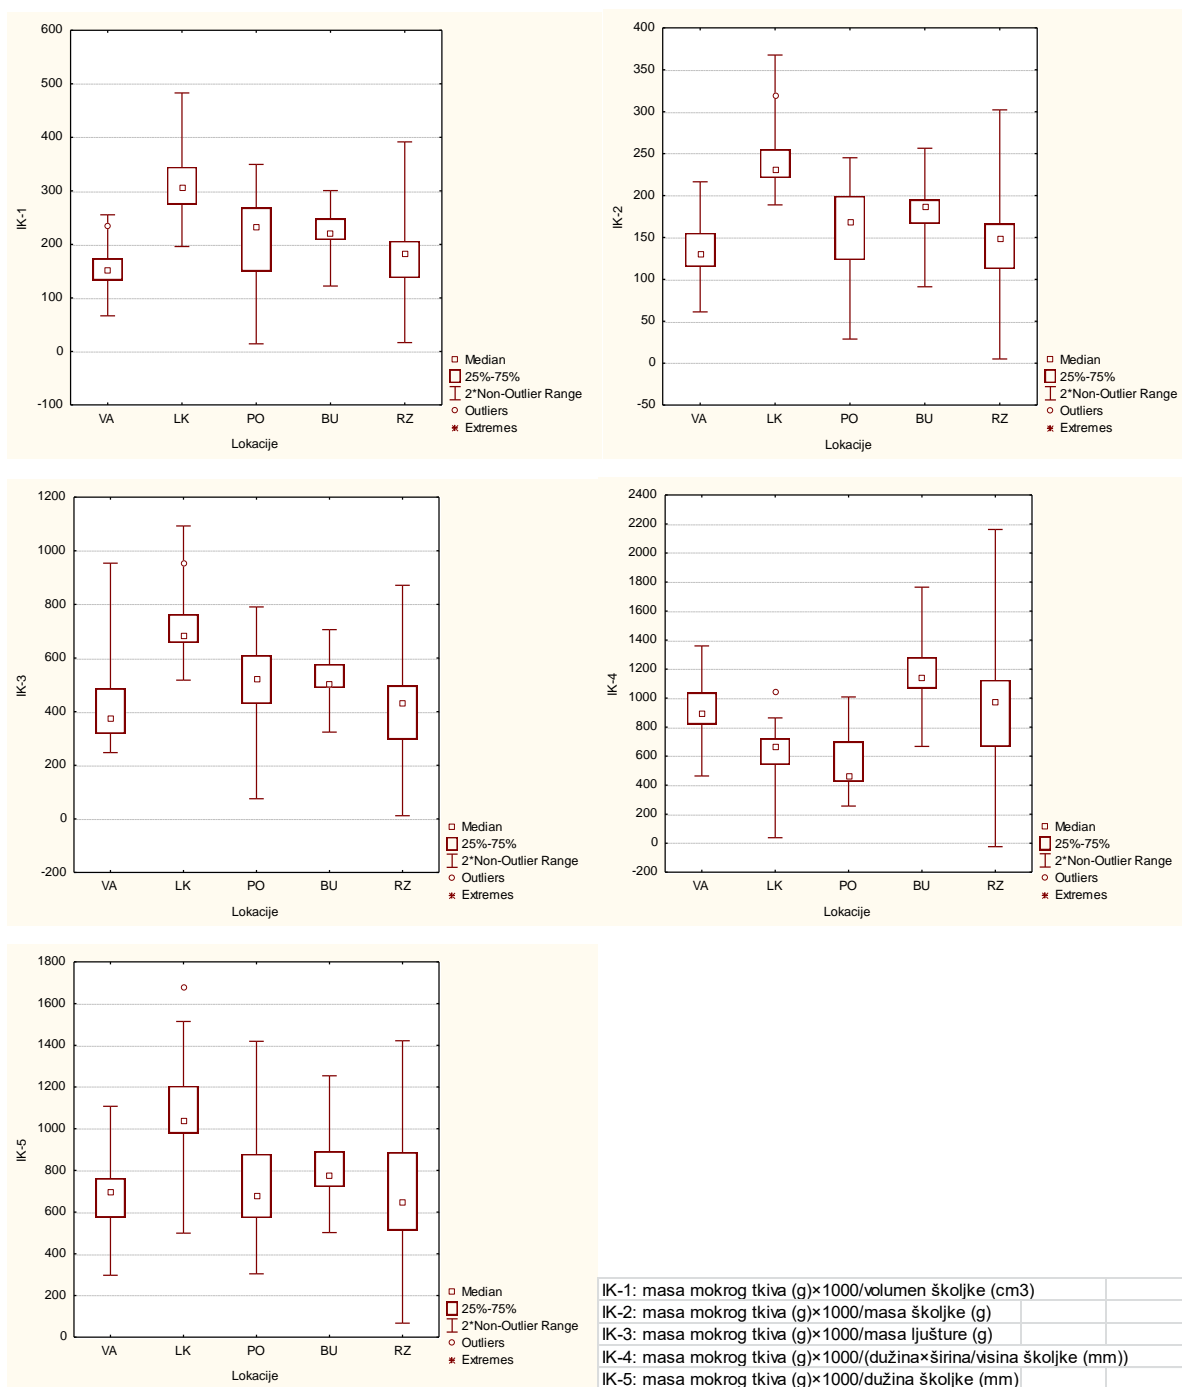 600
500
400
300
200
100
0
-100
IK-1
VA LK PO BU RZ
Lokacije
Median
25%-75%
2*Non-Outlier Range
Outliers
Extremes
400
350
300
250
200
150
100
50
0
-50
IK-2
VA LK PO BU RZ
Lokacije
Median
25%-75%
2*Non-Outlier Range
Outliers
Extremes
1200
1000
800
600
400
200
0
-200
IK-3
VA LK PO BU RZ
Lokacije
Median
25%-75%
2*Non-Outlier Range
Outliers
Extremes
2400
2200
2000
1800
1600
1400
1200
1000
800
600
400
200
0
-200
IK-4
VA LK PO BU RZ
Lokacije
Median
25%-75%
2*Non-Outlier Range
Outliers
Extremes
1800
1600
1400
1200
1000
800
600
400
200
0
IK-5
VA LK PO BU RZ
Lokacije
Median
25%-75%
2*Non-Outlier Range
Outliers
Extremes
IK-1: masa mokrog tkiva (g)×1000/volumen školjke (cm3)
IK-2: masa mokrog tkiva (g)×1000/masa školjke (g)
IK-3: masa mokrog tkiva (g)×1000/masa ljušture (g)
IK-4: masa mokrog tkiva (g)×1000/(dužina×širina/visina školjke (mm))
IK-5: masa mokrog tkiva (g)×1000/dužina školjke (mm)